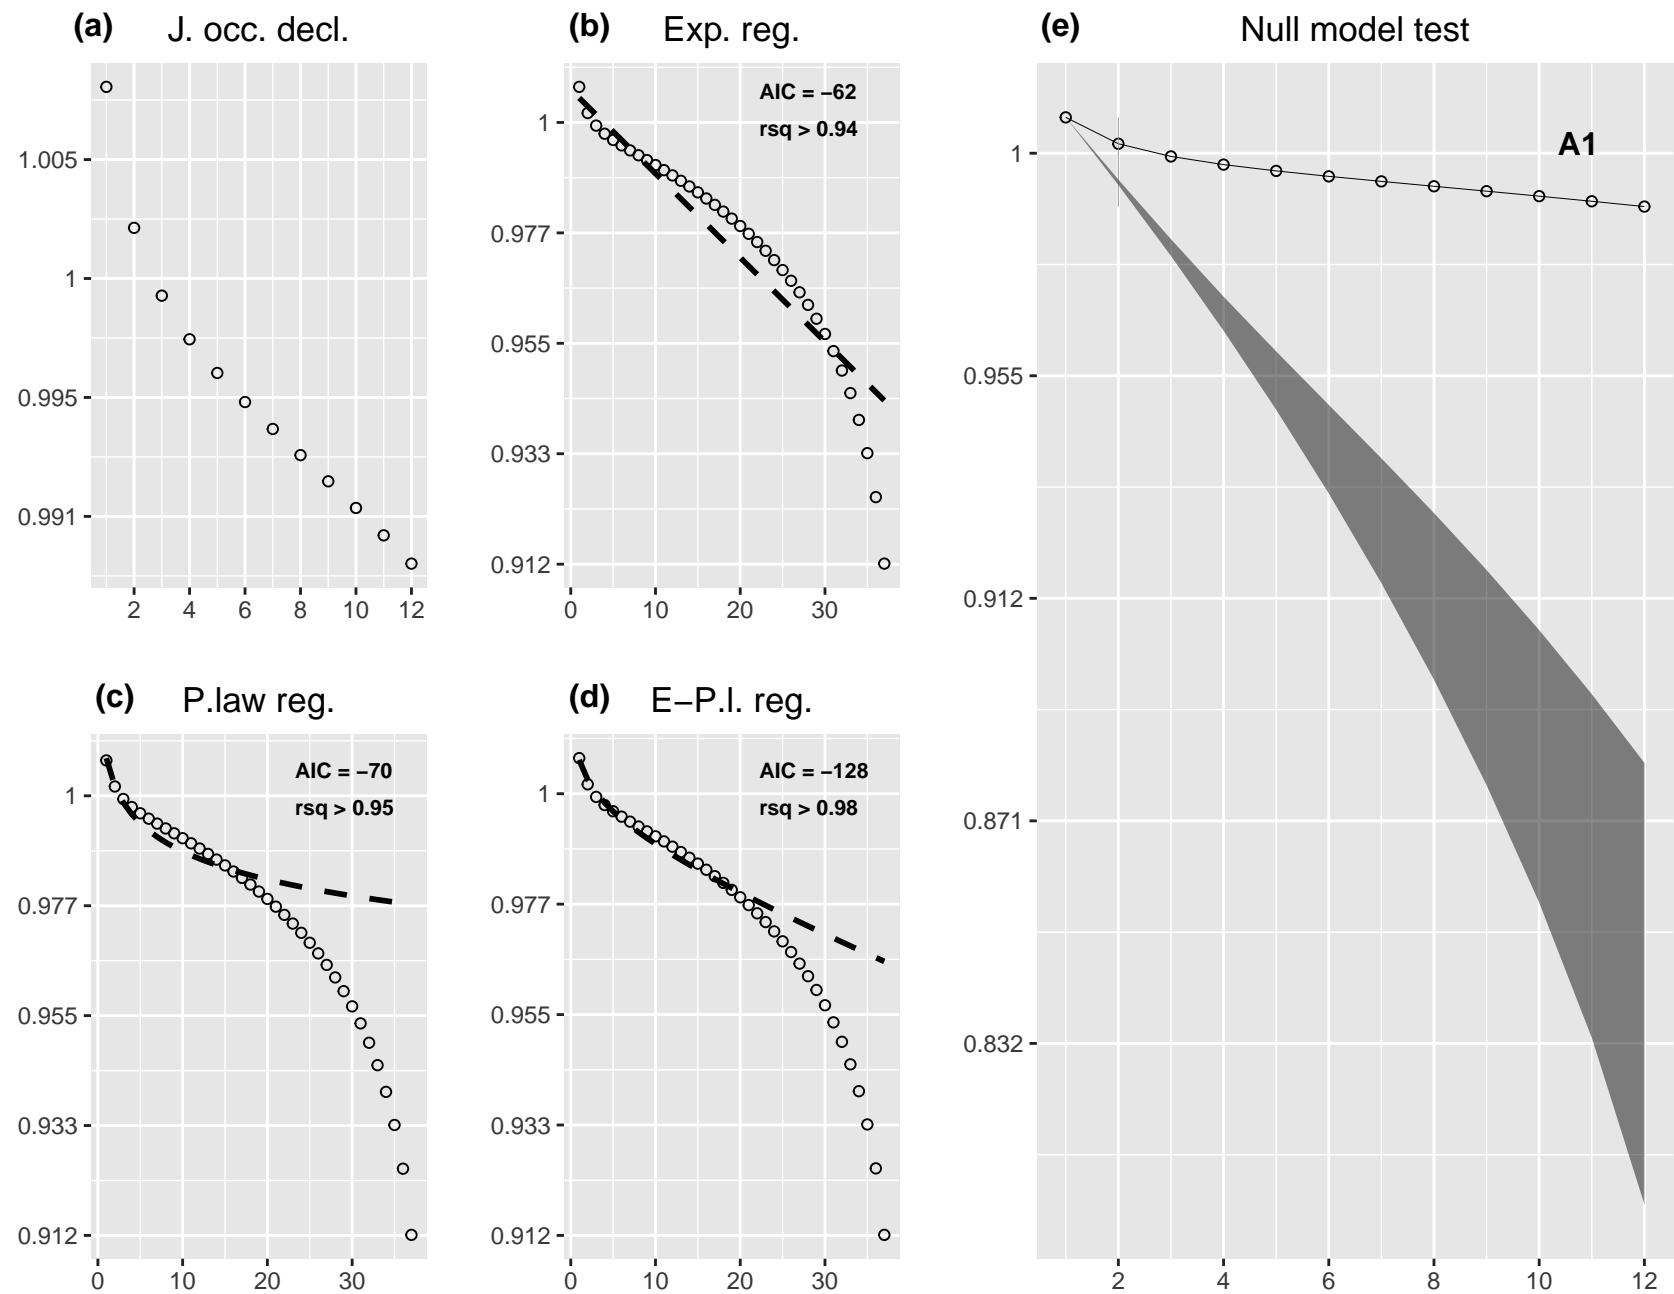 (a) J. occ. decl.
1.005
1
0.995
0.991
2 4 6 8 10 12
(b) Exp. reg.
AIC = −62
rsq > 0.94
1
0.977
0.955
0.933
0.912
0 10 20 30
(c) P.law reg.
AIC = −70
rsq > 0.95
1
0.977
0.955
0.933
0.912
0 10 20 30
(d) E−P.l. reg.
AIC = −128
rsq > 0.98
1
0.977
0.955
0.933
0.912
0 10 20 30
(e) Null model test
A1
1
0.955
0.912
0.871
0.832
2 4 6 8 10 12